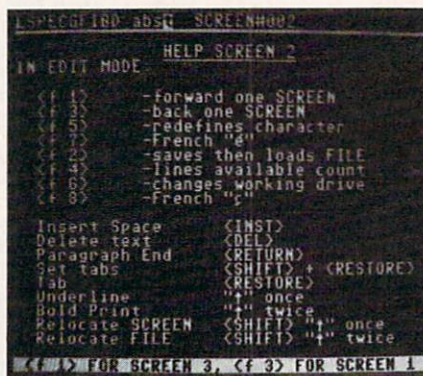 SCREEN#002
HELP SCREEN 2
IN EDIT MODE
<f 1> -forward one SCREEN
<f 3> -back one SCREEN
<f 5> -redefines character
<f 7> -French "é"
<f 2> -saves then loads FILE
<f 4> -lines available count
<f 6> -changes working drive
<f 8> -French "ç"
Insert Space <INST>
Delete text <DEL>
Paragraph End <RETURN>
Set tabs <SHIFT> + <RESTORE>
Tab <RESTORE>
Underline "↑" once
Bold Print "↑" twice
Relocate SCREEN <SHIFT> "↑" once
Relocate FILE <SHIFT> "↑" twice
<f 1> FOR SCREEN 3, <f 3> FOR SCREEN 1